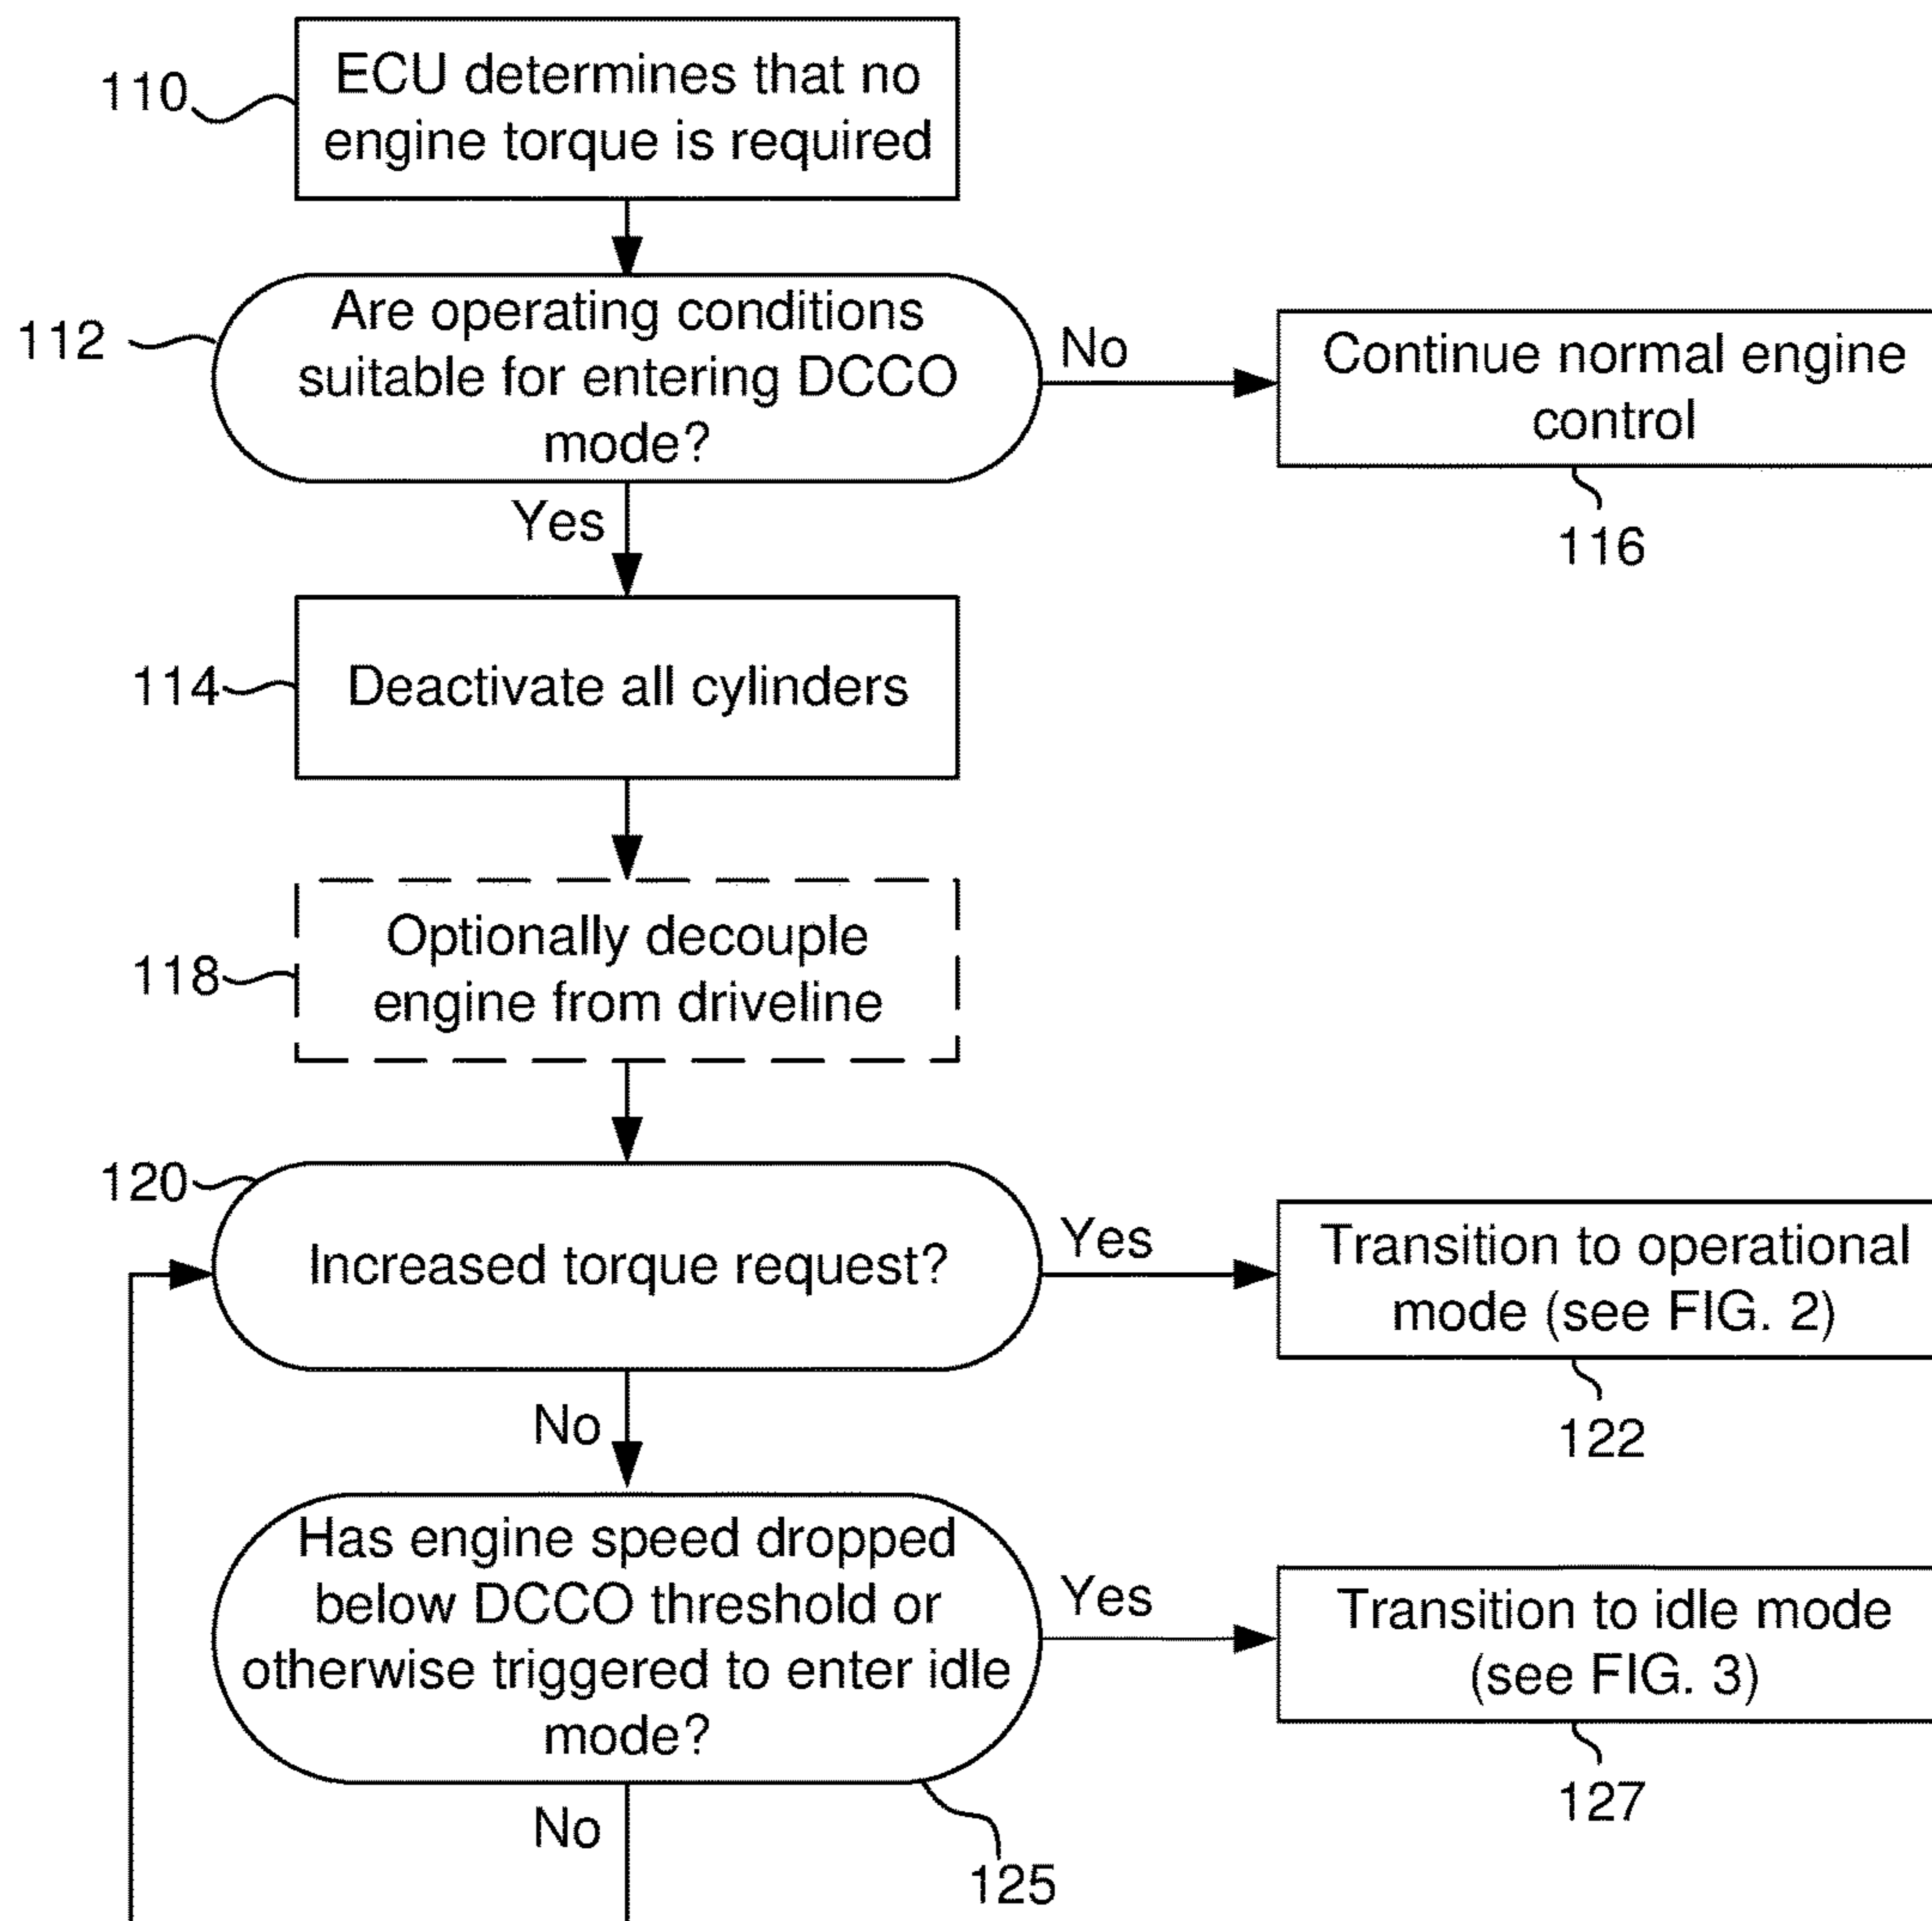 110
ECU determines that no
engine torque is required
112
Are operating conditions
suitable for entering DCCO
mode?
No
Continue normal engine
control
116
Yes
114
Deactivate all cylinders
118
Optionally decouple
engine from driveline
120
Increased torque request?
Yes
Transition to operational
mode (see FIG. 2)
122
No
Has engine speed dropped
below DCCO threshold or
otherwise triggered to enter idle
mode?
Yes
Transition to idle mode
(see FIG. 3)
127
No
125